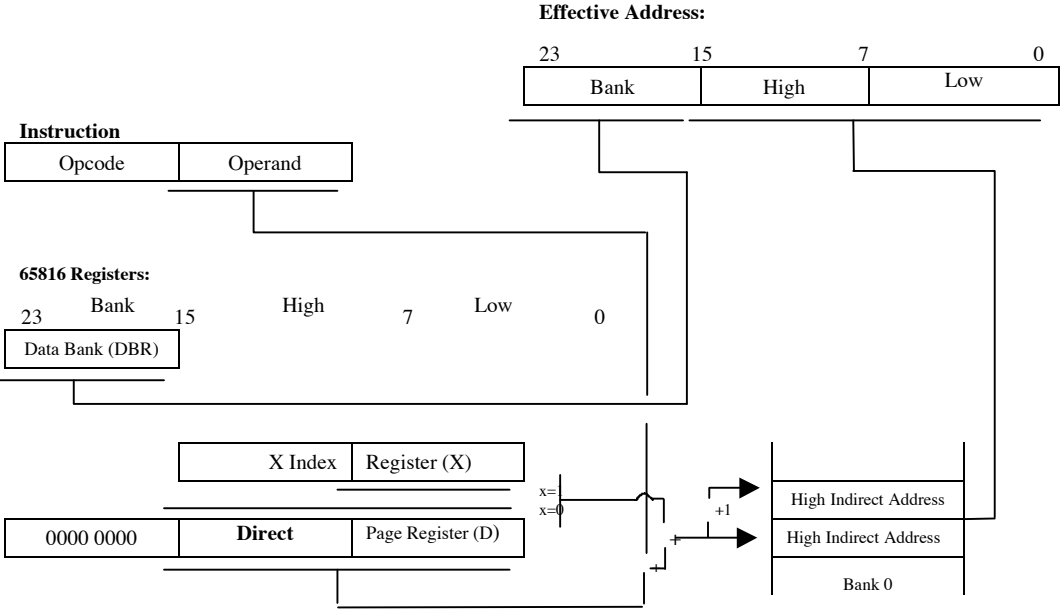 Effective Address:
23 15 7 0
Bank High Low
Instruction
Opcode Operand
65816 Registers:
Bank High Low
23 15 7 0
Data Bank (DBR)
X Index Register (X)
x=1
x=0
0000 0000 Direct Page Register (D)
+
+
+1
High Indirect Address
High Indirect Address
Bank 0